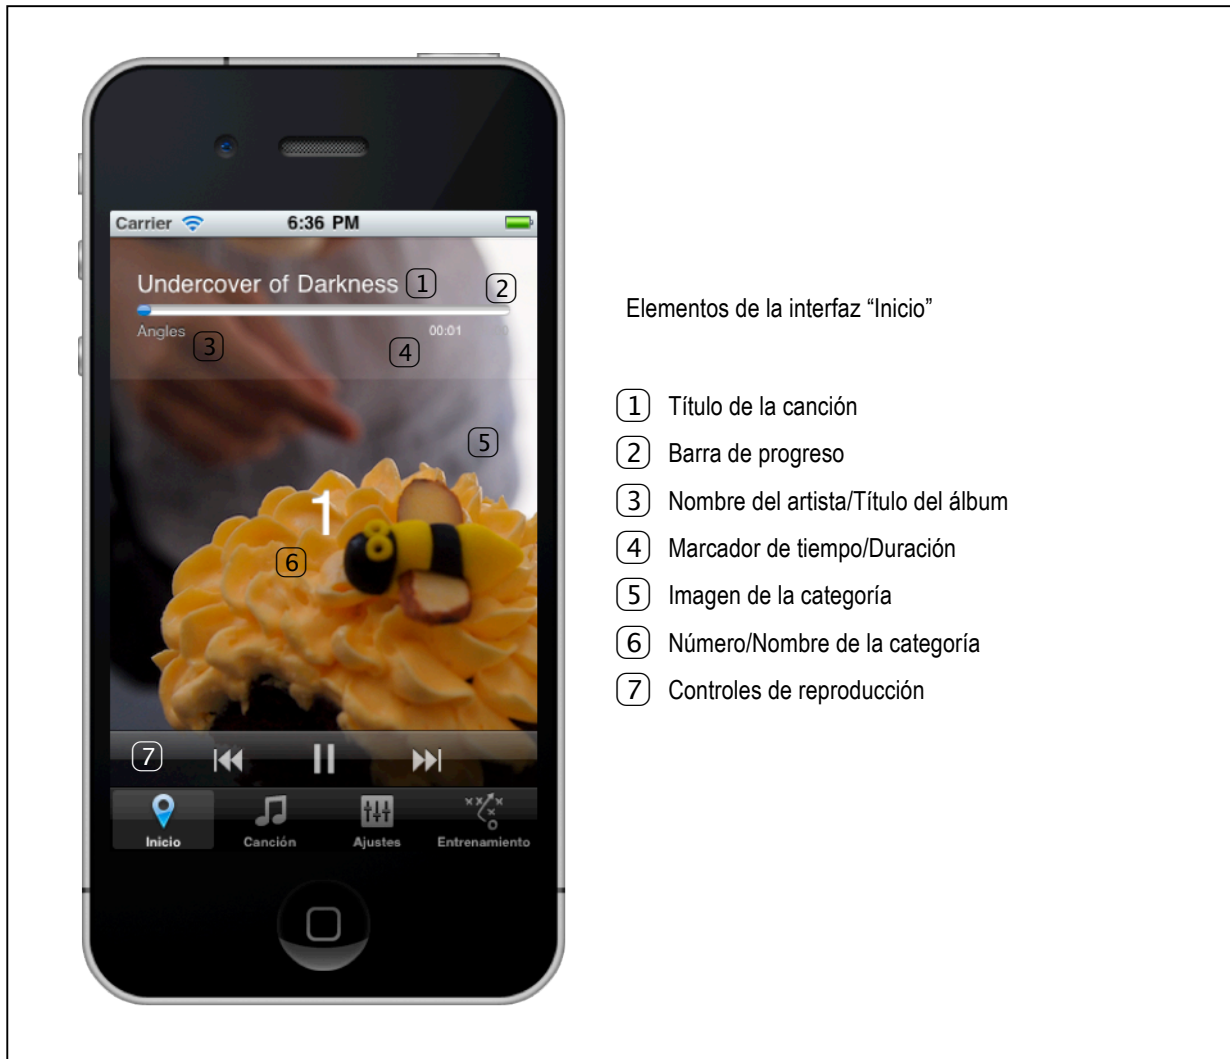 Carrier 6:36 PM
Undercover of Darkness 1
2
Angles 00:01
3
4
5
1
6
7
Inicio Canción Ajustes Entrenamiento
Elementos de la interfaz “Inicio”
1 Título de la canción
2 Barra de progreso
3 Nombre del artista/Título del álbum
4 Marcador de tiempo/Duración
5 Imagen de la categoría
6 Número/Nombre de la categoría
7 Controles de reproducción